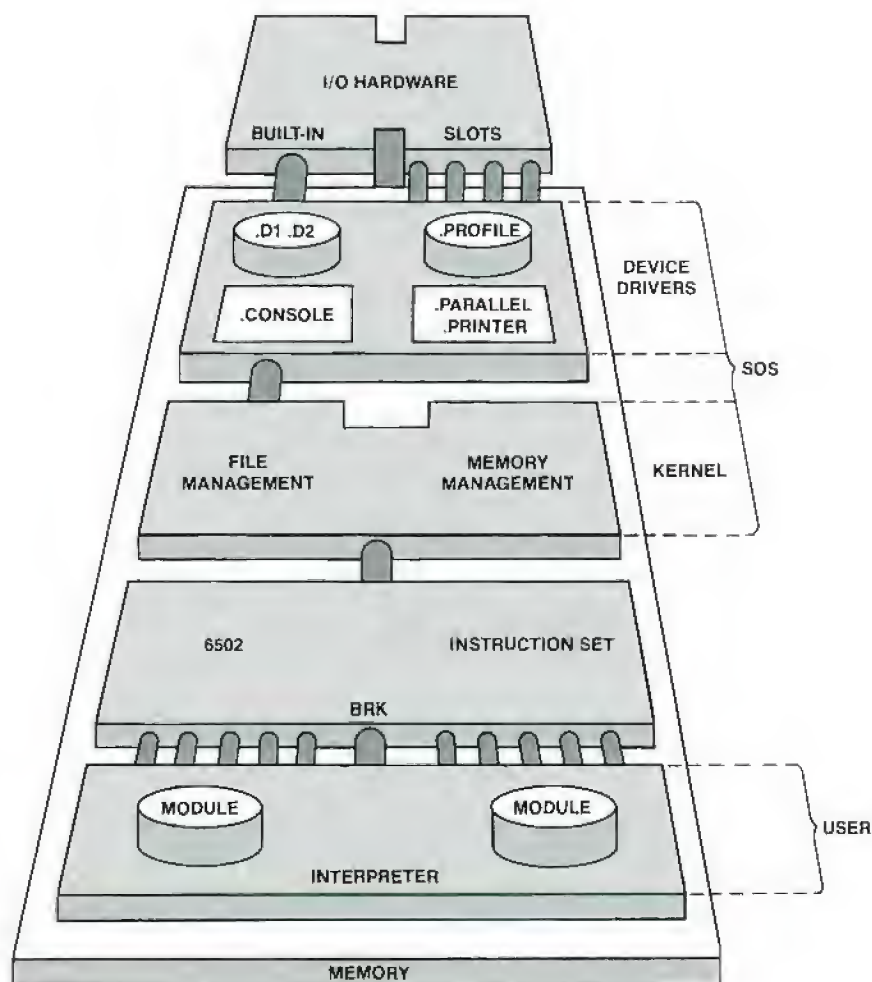 I/O HARDWARE
BUILT-IN SLOTS
.D1 .D2 .PROFILE
.CONSOLE .PARALLEL
.PRINTER
DEVICE
DRIVERS
SOS
FILE
MANAGEMENT
MEMORY
MANAGEMENT
KERNEL
6502 INSTRUCTION SET
BRK
MODULE MODULE
USER
INTERPRETER
MEMORY